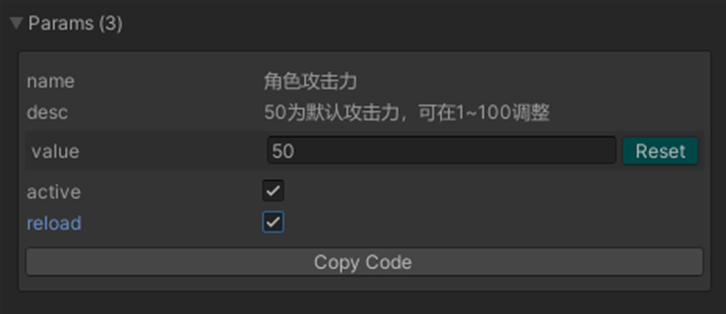 Params (3)
name 角色攻击力
desc 50为默认攻击力，可在1~100调整
value 50 Reset
active
reload
Copy Code